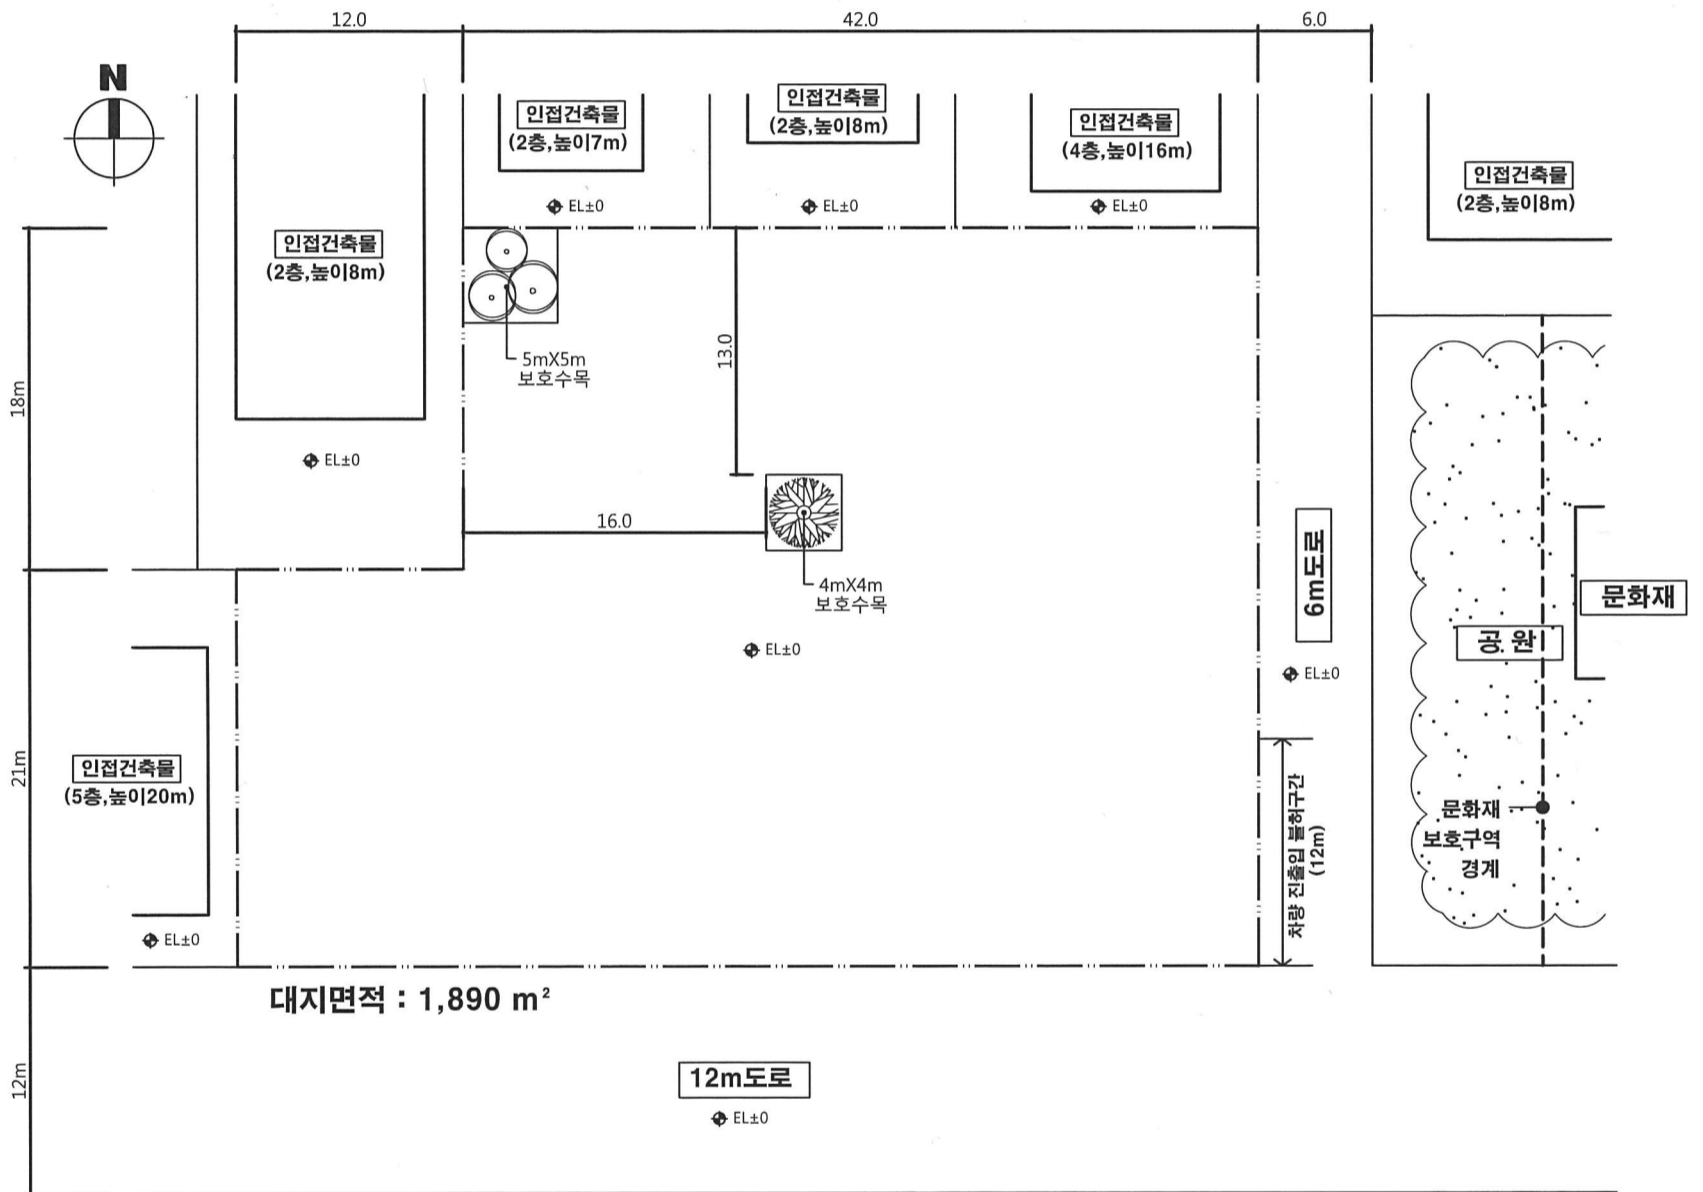 12.0
42.0
6.0
N
인접건축물
(2층,높이7m)
인접건축물
(2층,높이8m)
인접건축물
(4층,높이16m)
인접건축물
(2층,높이8m)
EL±0
EL±0
EL±0
인접건축물
(2층,높이8m)
5mX5m
보호수목
13.0
18m
EL±0
16.0
4mX4m
보호수목
6m도로
문화재
공 원
EL±0
EL±0
인접건축물
(5층,높이20m)
21m
차량 진출입 불허구간
(12m)
문화재
보호구역
경계
EL±0
대지면적 : 1,890 m²
12m
12m도로
EL±0